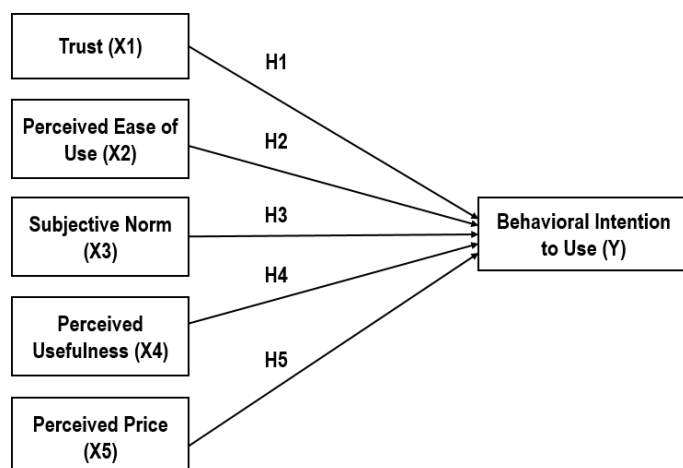 Trust (X1)
H1
Perceived Ease of
Use (X2)
H2
Subjective Norm
(X3)
H3
Behavioral Intention
to Use (Y)
H4
Perceived
Usefulness (X4)
H5
Perceived Price
(X5)